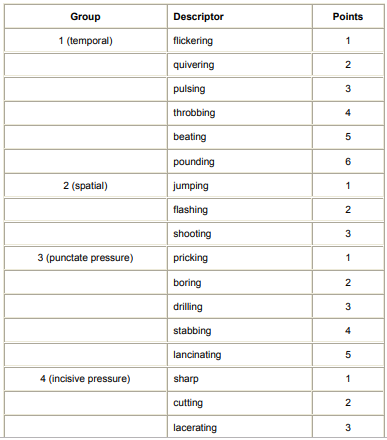 Group Descriptor Points
1 (temporal) flickering 1
quivering 2
pulsing 3
throbbing 4
beating 5
pounding 6
2 (spatial) jumping 1
flashing 2
shooting 3
3 (punctate pressure) pricking 1
boring 2
drilling 3
stabbing 4
lancinating 5
4 (incisive pressure) sharp 1
cutting 2
lacerating 3